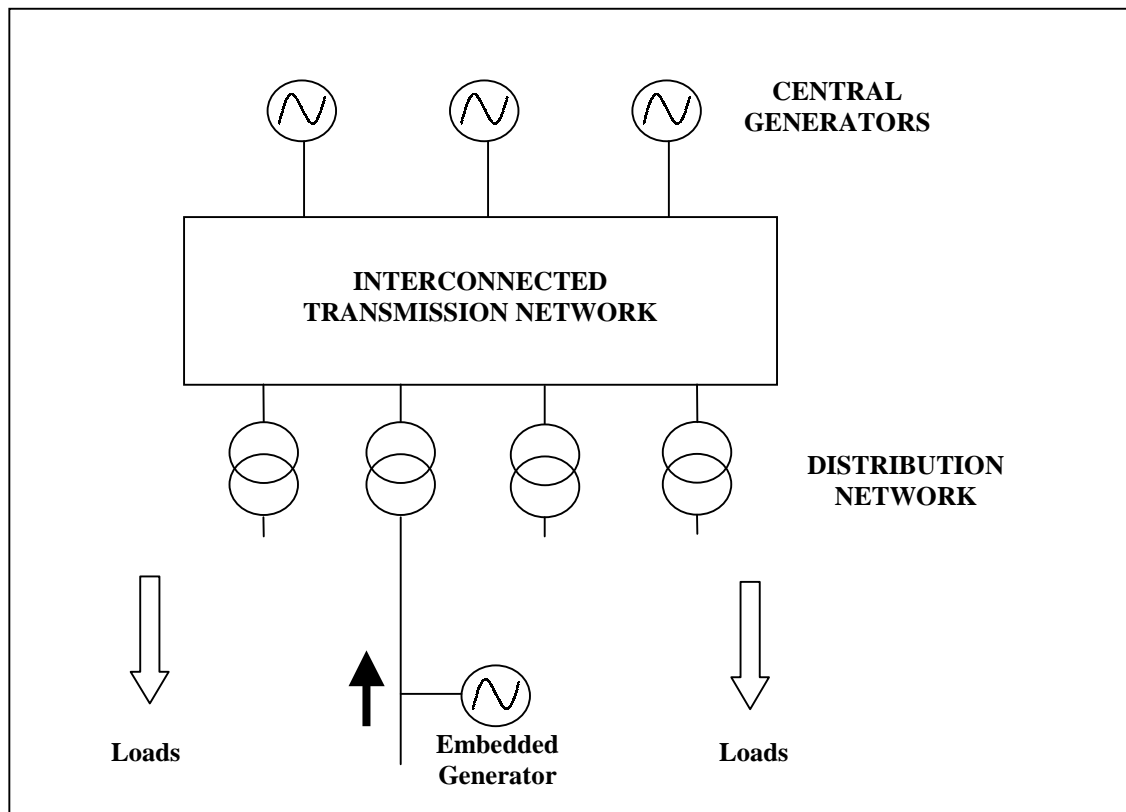 CENTRAL
GENERATORS
INTERCONNECTED
TRANSMISSION NETWORK
DISTRIBUTION
NETWORK
Loads
Embedded
Generator
Loads